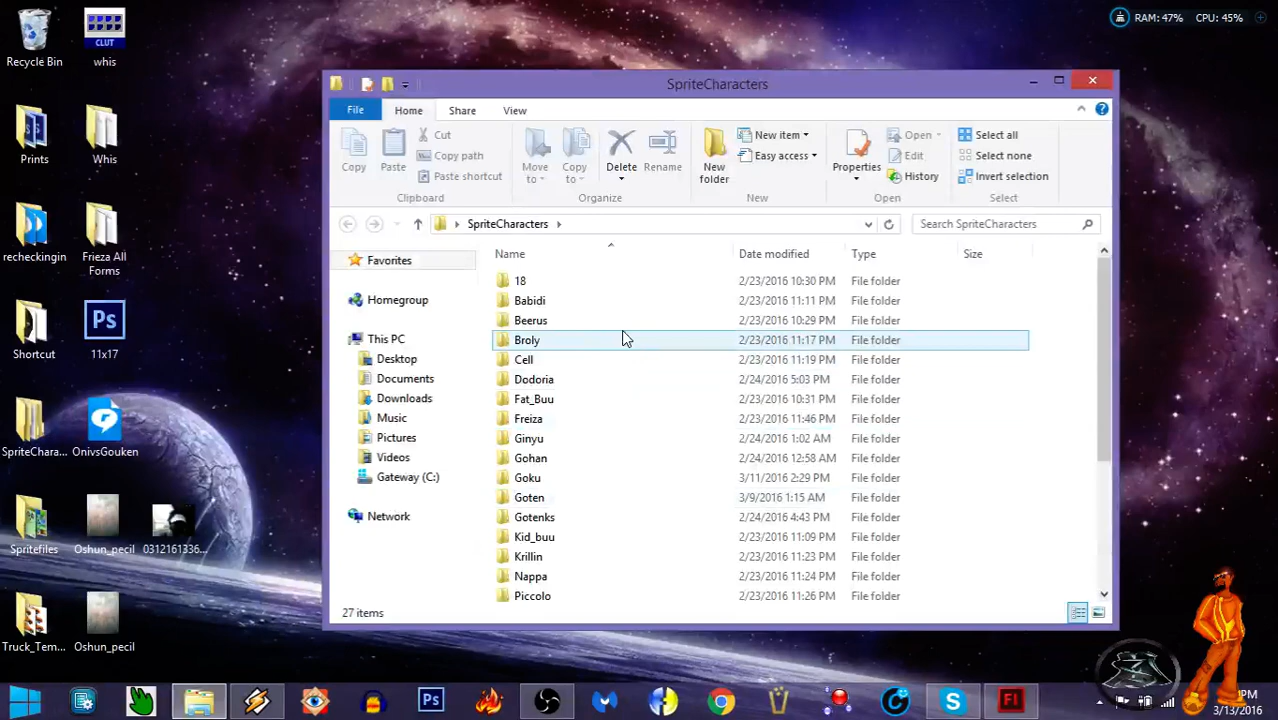 Recycle Bin
CLUT
whis
Prints
Whis
recheckingin
Frieza All
Forms
Shortcut
Ps
11x17
SpriteChara...
OnivsGouken
Spritefiles
Oshun_pecil
0312161336...
Truck_Tem...
Oshun_pecil
RAM: 47% CPU: 45%
SpriteCharacters
File Home Share View
Copy
Paste
Cut
Copy path
Paste shortcut
Clipboard
Move
to
Copy
to
Delete
Rename
Organize
New
folder
New item
Easy access
New
Properties
Open
Edit
History
Open
Select all
Select none
Invert selection
Select
SpriteCharacters
Search SpriteCharacters
Favorites
Homegroup
This PC
Desktop
Documents
Downloads
Music
Pictures
Videos
Gateway (C:)
Network
Name Date modified Type Size
18 2/23/2016 10:30 PM File folder
Babidi 2/23/2016 11:11 PM File folder
Beerus 2/23/2016 10:29 PM File folder
Broly 2/23/2016 11:17 PM File folder
Cell 2/23/2016 11:19 PM File folder
Dodoria 2/24/2016 5:03 PM File folder
Fat_Buu 2/23/2016 10:31 PM File folder
Freiza 2/23/2016 11:46 PM File folder
Ginyu 2/24/2016 1:02 AM File folder
Gohan 2/24/2016 12:58 AM File folder
Goku 3/11/2016 2:29 PM File folder
Goten 3/9/2016 1:15 AM File folder
Gotenks 2/24/2016 4:43 PM File folder
Kid_buu 2/23/2016 11:09 PM File folder
Krillin 2/23/2016 11:23 PM File folder
Nappa 2/23/2016 11:24 PM File folder
Piccolo 2/23/2016 11:26 PM File folder
27 items
Ps
Fl
PM
3/13/2016